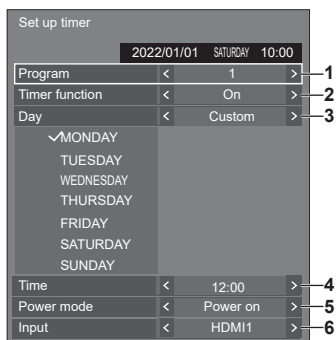 Set up timer
2022/01/01 SATURDAY 10:00
Program < 1 > 1
Timer function < On > 2
Day < Custom > 3
✓MONDAY
TUESDAY
WEDNESDAY
THURSDAY
FRIDAY
SATURDAY
SUNDAY
Time < 12:00 > 4
Power mode < Power on > 5
Input < HDMI1 > 6